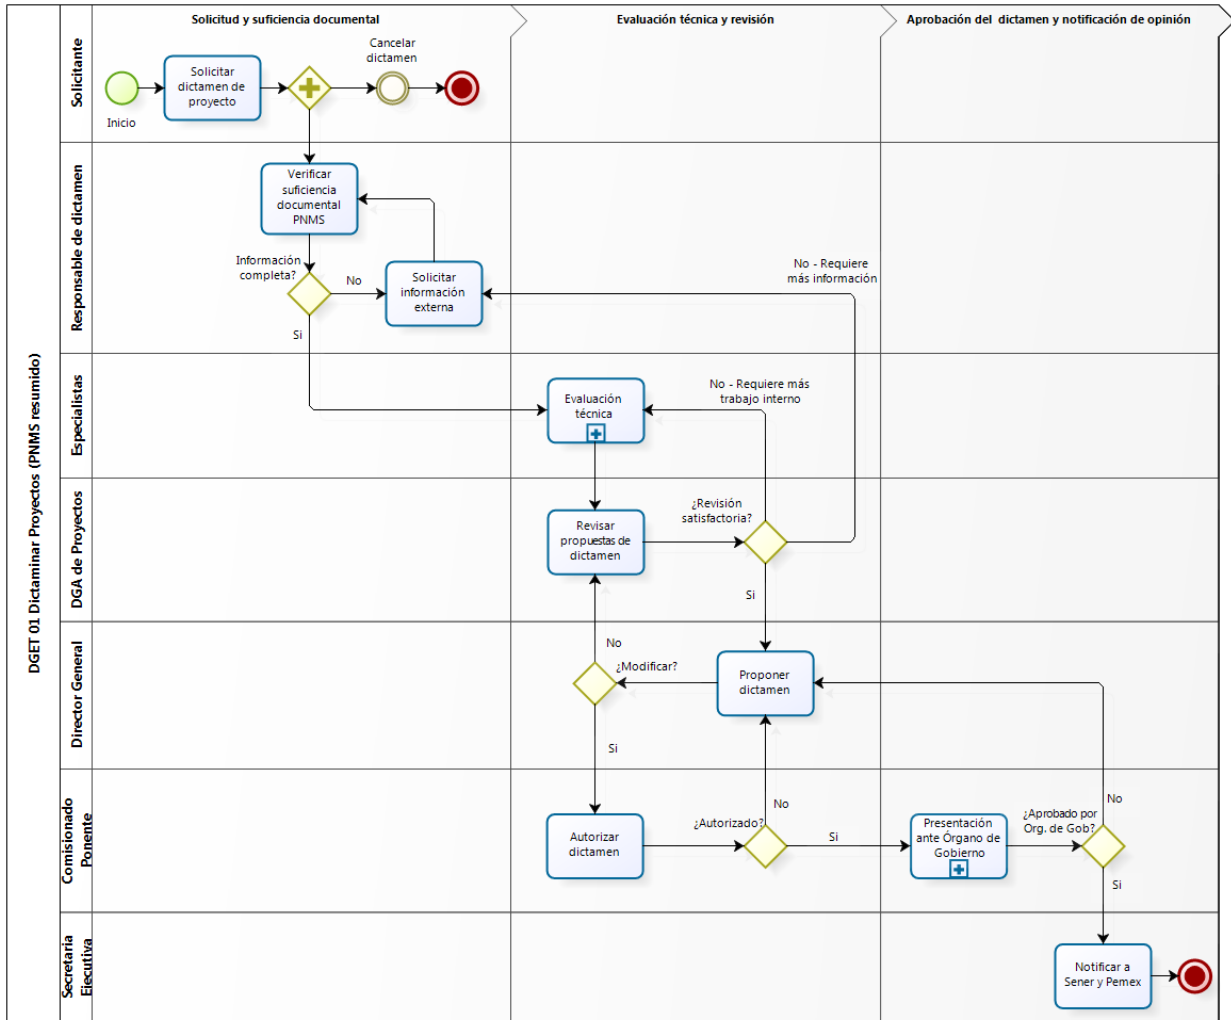 Solicitud y suficiencia documental
Evaluación técnica y revisión
Aprobación del dictamen y notificación de opinión
DGET 01 Dictaminar Proyectos (PNMS resumido)
Solicitante
Inicio
Solicitar
dictamen de
proyecto
Cancelar
dictamen
Responsable de dictamen
Verificar
suficiencia
documental
PNMS
Información
completa?
No
Si
Solicitar
información
externa
No - Requiere
más información
Especialistas
Evaluación
técnica
No - Requiere más
trabajo interno
DGA de Proyectos
Revisar
propuestas de
dictamen
¿Revisión
satisfactoria?
Si
Director General
No
¿Modificar?
Si
Proponer
dictamen
Comisionado
Ponente
Autorizar
dictamen
¿Autorizado?
No
Si
Presentación
ante Órgano de
Gobierno
¿Aprobado por
Org. de Gob?
No
Si
Secretaria
Ejecutiva
Notificar a
Sener y Pemex